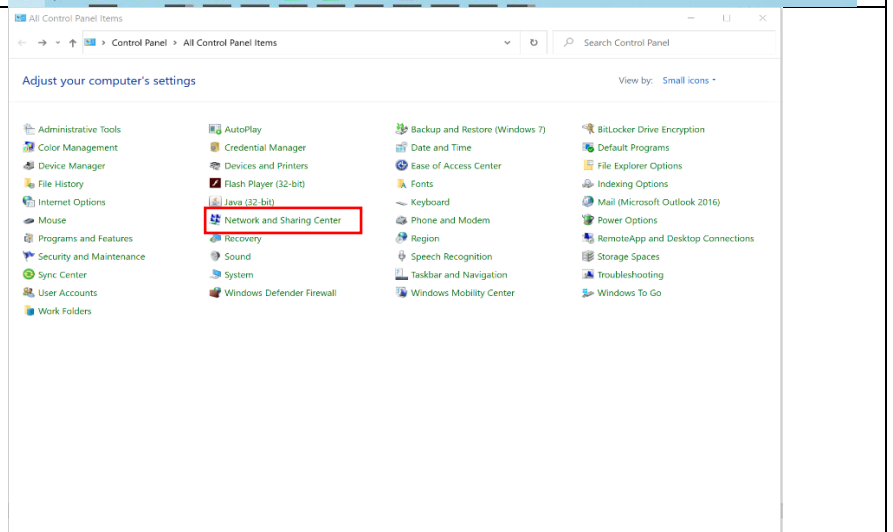 All Control Panel Items
Control Panel > All Control Panel Items
Search Control Panel
Adjust your computer's settings
View by: Small icons
Administrative Tools
AutoPlay
Backup and Restore (Windows 7)
BitLocker Drive Encryption
Color Management
Credential Manager
Date and Time
Default Programs
Device Manager
Devices and Printers
Ease of Access Center
File Explorer Options
File History
Flash Player (32-bit)
Fonts
Indexing Options
Internet Options
Java (32-bit)
Keyboard
Mail (Microsoft Outlook 2016)
Mouse
Network and Sharing Center
Phone and Modem
Power Options
Programs and Features
Recovery
Region
RemoteApp and Desktop Connections
Security and Maintenance
Sound
Speech Recognition
Storage Spaces
Sync Center
System
Taskbar and Navigation
Troubleshooting
User Accounts
Windows Defender Firewall
Windows Mobility Center
Windows To Go
Work Folders